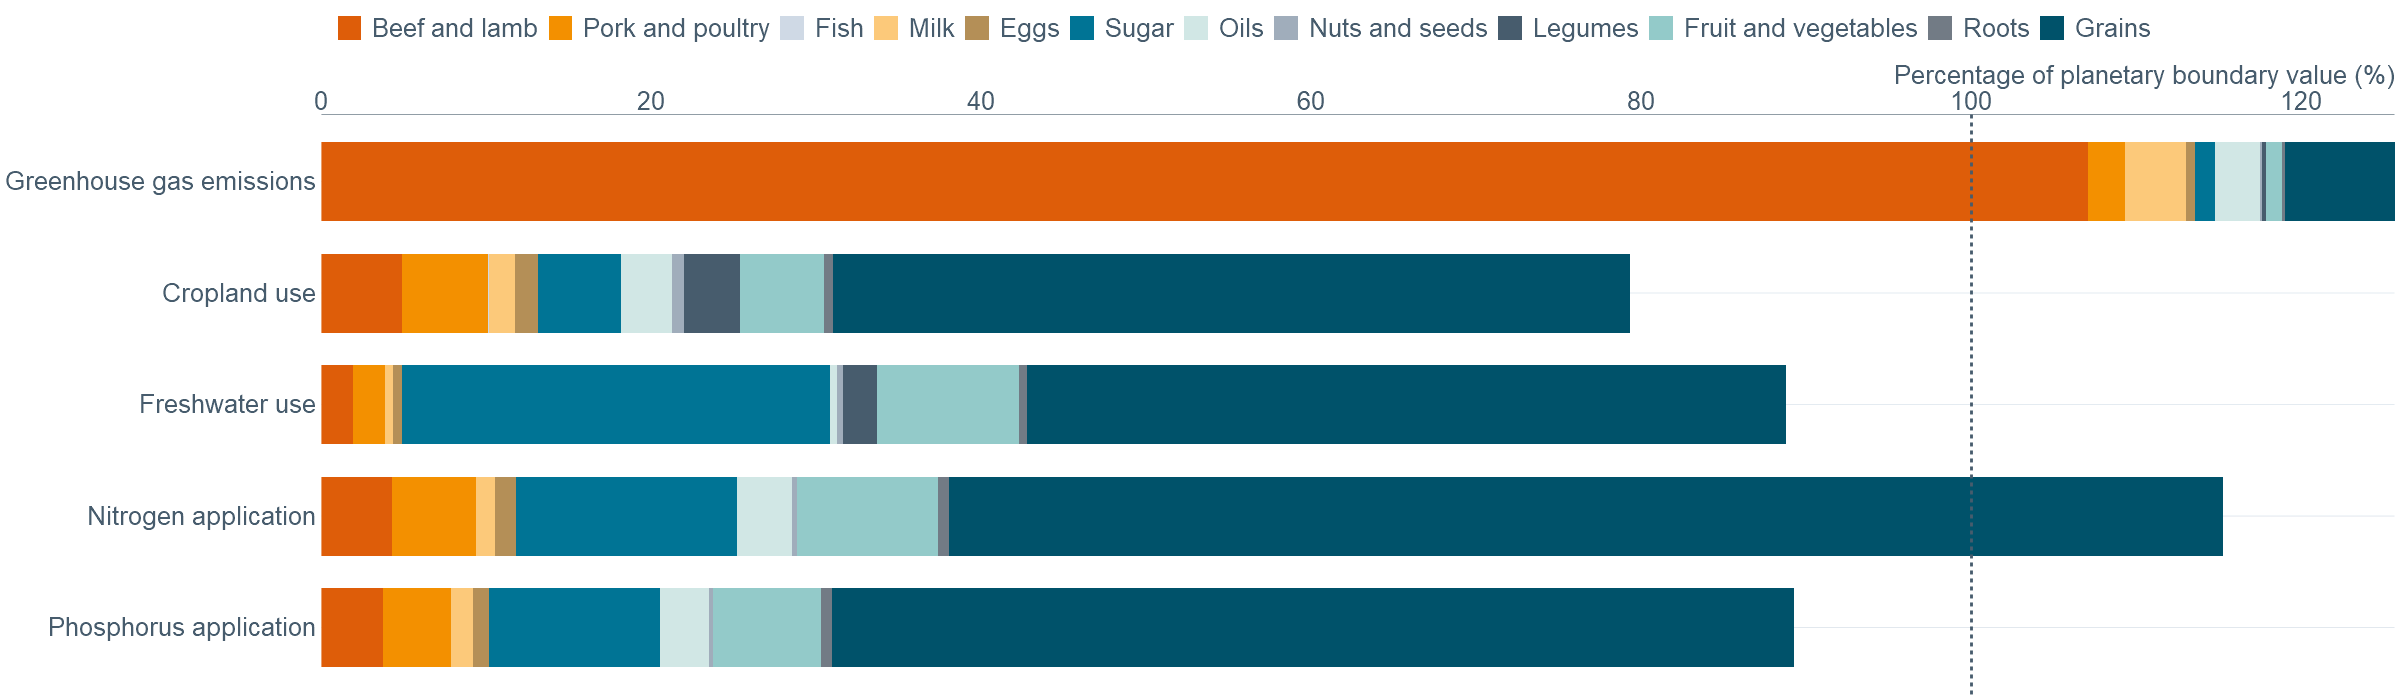 Beef and lamb Pork and poultry Fish Milk Eggs Sugar Oils Nuts and seeds Legumes Fruit and vegetables Roots Grains
Percentage of planetary boundary value (%)
0 20 40 60 80 100 120
Greenhouse gas emissions
Cropland use
Freshwater use
Nitrogen application
Phosphorus application